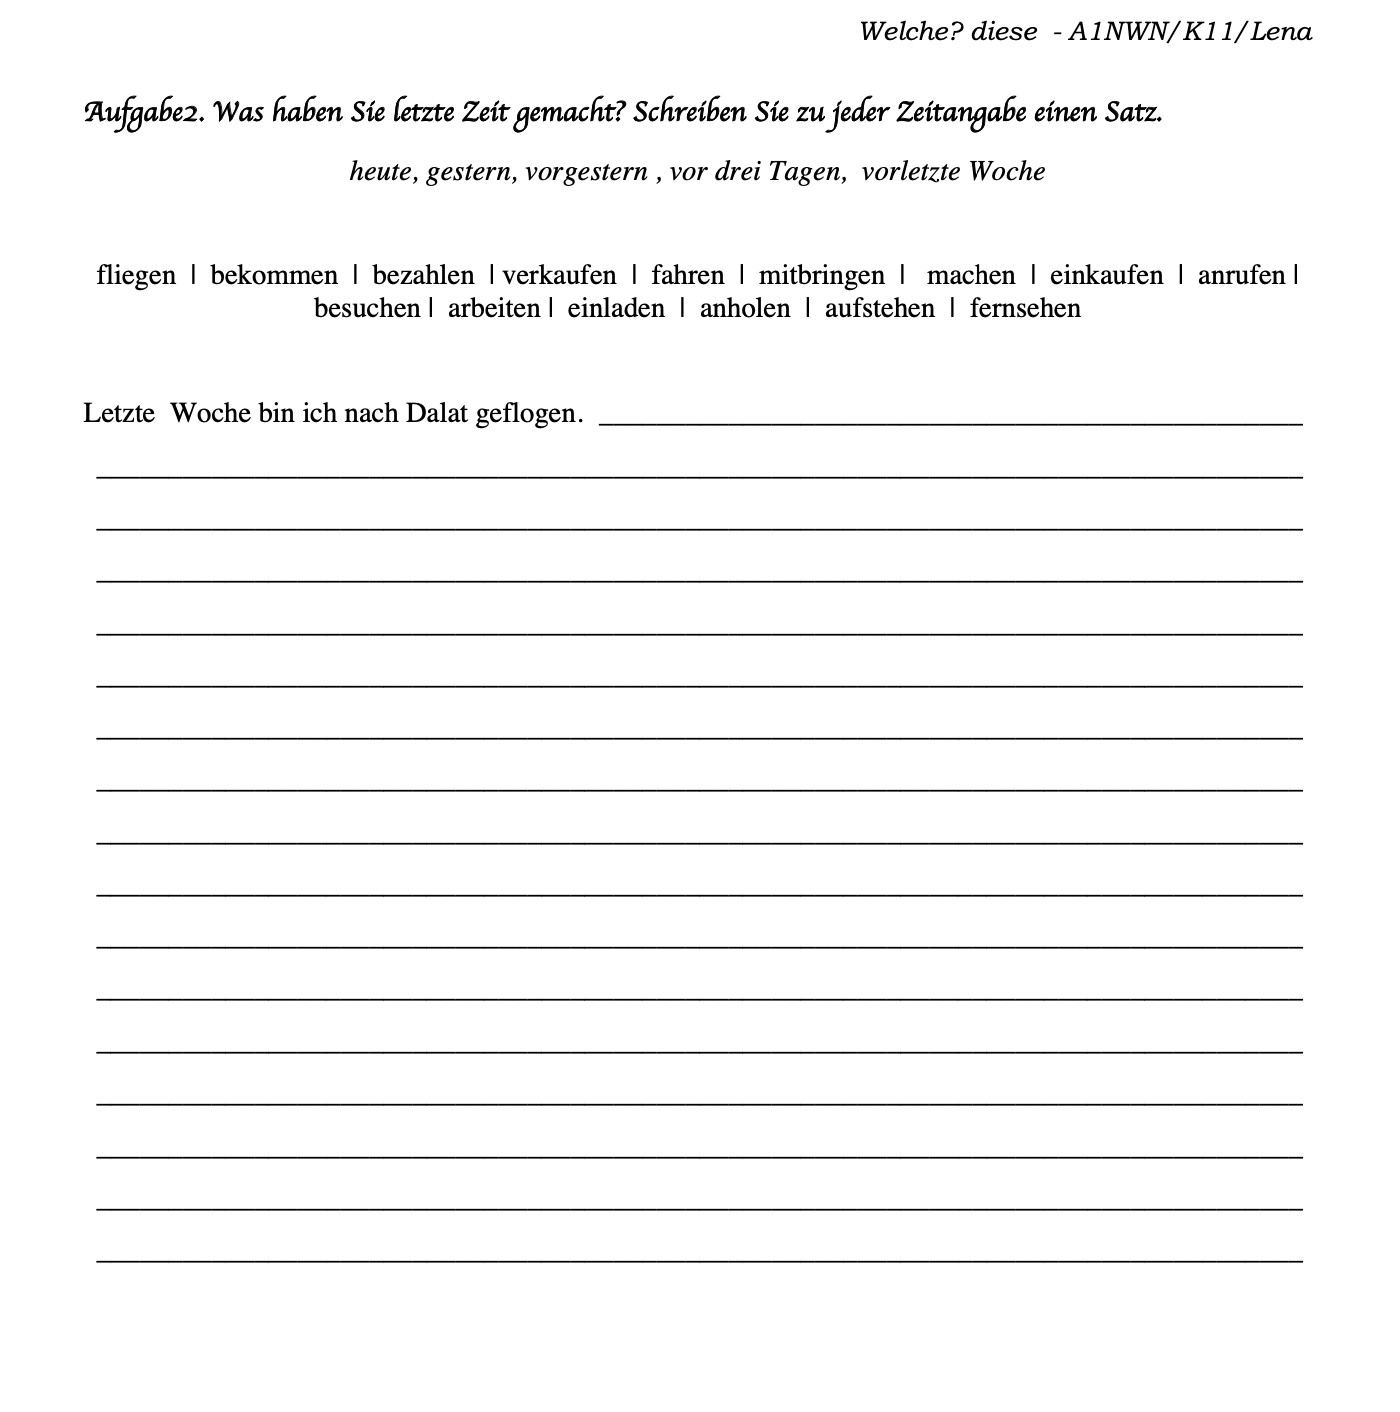 Welche? diese - A1NWN/K11/Lena
Aufgabe2. Was haben Sie letzte Zeit gemacht? Schreiben Sie zu jeder Zeitangabe einen Satz.
heute, gestern, vorgestern , vor drei Tagen, vorletzte Woche
fliegen | bekommen | bezahlen | verkaufen | fahren | mitbringen | machen | einkaufen | anrufen |
besuchen | arbeiten | einladen | anholen | aufstehen | fernsehen
Letzte Woche bin ich nach Dalat geflogen.